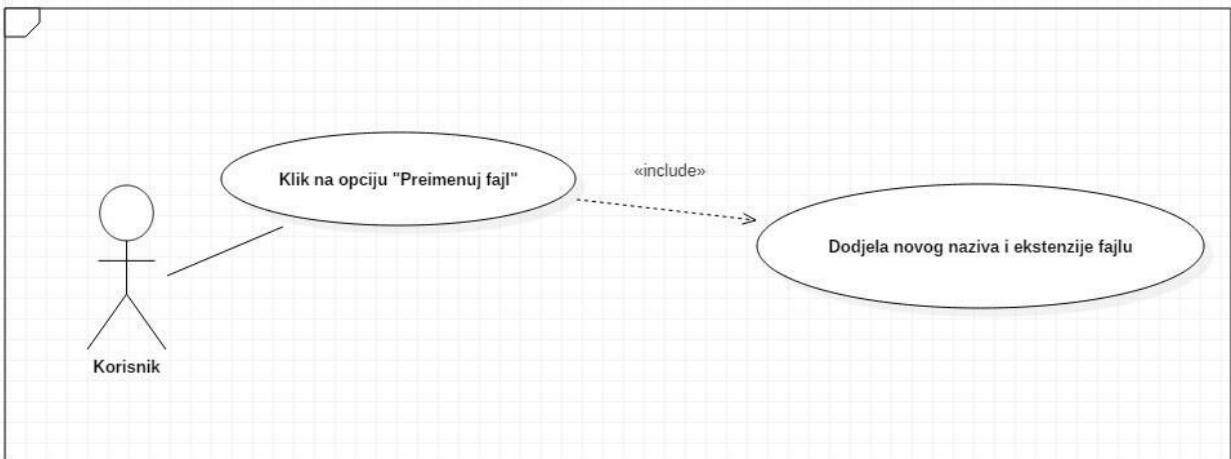 Klik na opciju "Preimenuj fajl"
«include»
Dodjela novog naziva i ekstenzije fajlu
Korisnik